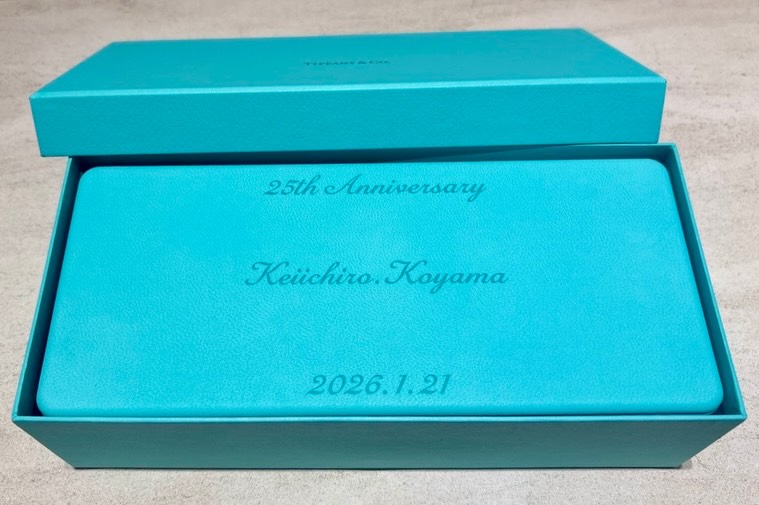 TIFFANY & CO.
25th Anniversary
Keiichiro.Koyama
2026.1.21